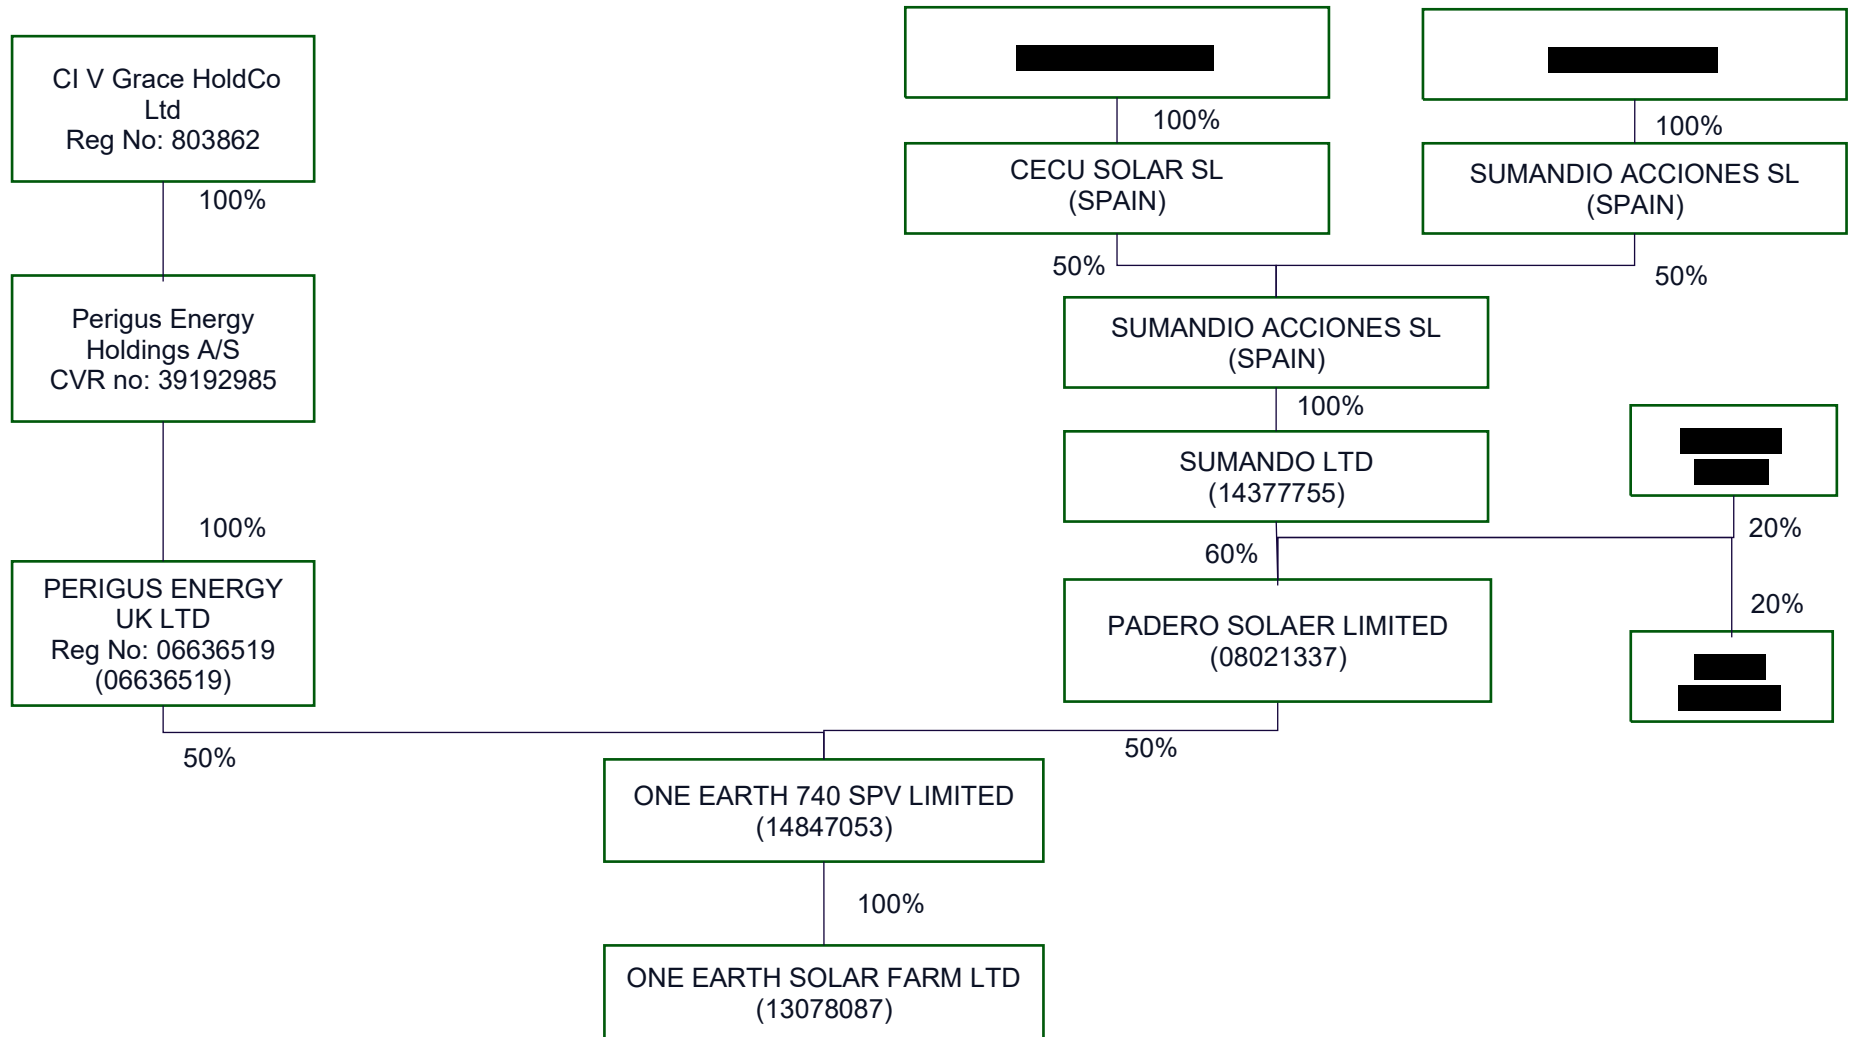 CI V Grace HoldCo
Ltd
Reg No: 803862
100%
Perigus Energy
Holdings A/S
CVR no: 39192985
100%
PERIGUS ENERGY
UK LTD
Reg No: 06636519
(06636519)
50%
100%
CECU SOLAR SL
(SPAIN)
50%
100%
SUMANDIO ACCIONES SL
(SPAIN)
50%
SUMANDIO ACCIONES SL
(SPAIN)
100%
SUMANDO LTD
(14377755)
60%
20%
20%
PADERO SOLAER LIMITED
(08021337)
50%
ONE EARTH 740 SPV LIMITED
(14847053)
100%
ONE EARTH SOLAR FARM LTD
(13078087)